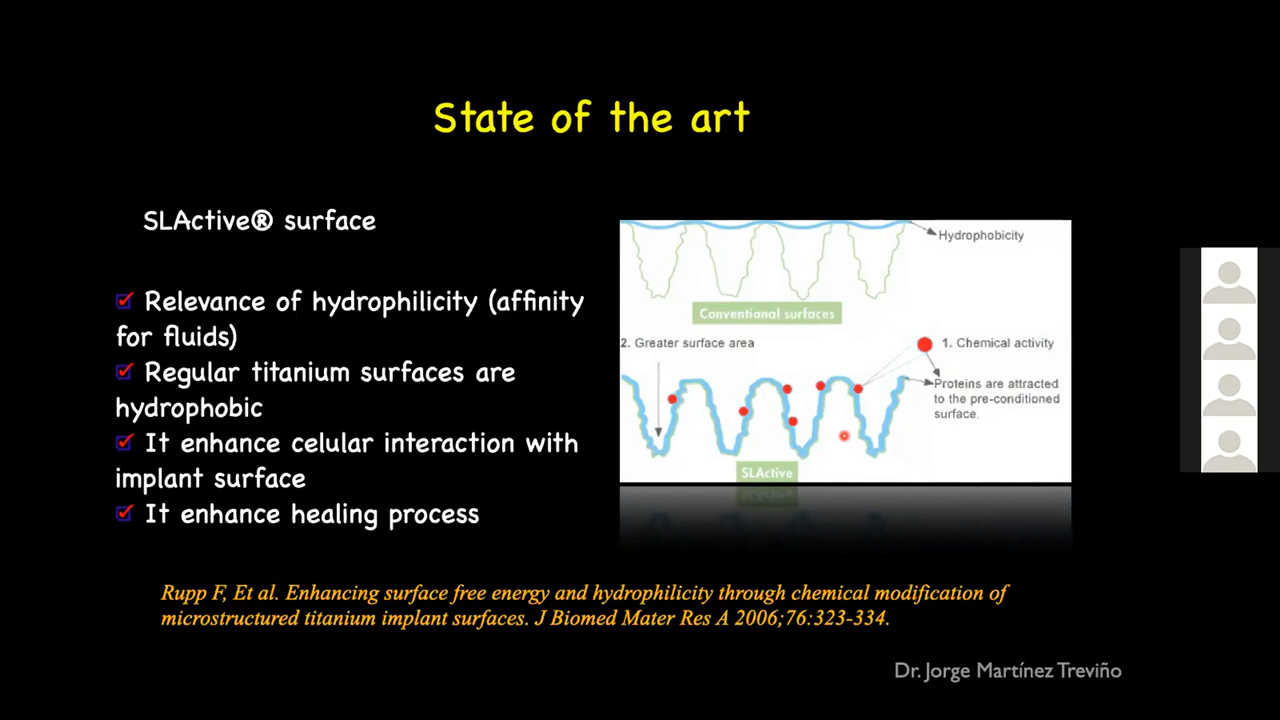 State of the art
SLActive® surface
Relevance of hydrophilicity (affinity
for fluids)
Regular titanium surfaces are
hydrophobic
It enhance celular interaction with
implant surface
It enhance healing process
Hydrophobicity
Conventional surfaces
2. Greater surface area
1. Chemical activity
Proteins are attracted
to the pre-conditioned
surface.
SLActive
Rupp F, Et al. Enhancing surface free energy and hydrophilicity through chemical modification of
microstructured titanium implant surfaces. J Biomed Mater Res A 2006;76:323-334.
Dr. Jorge Martínez Treviño